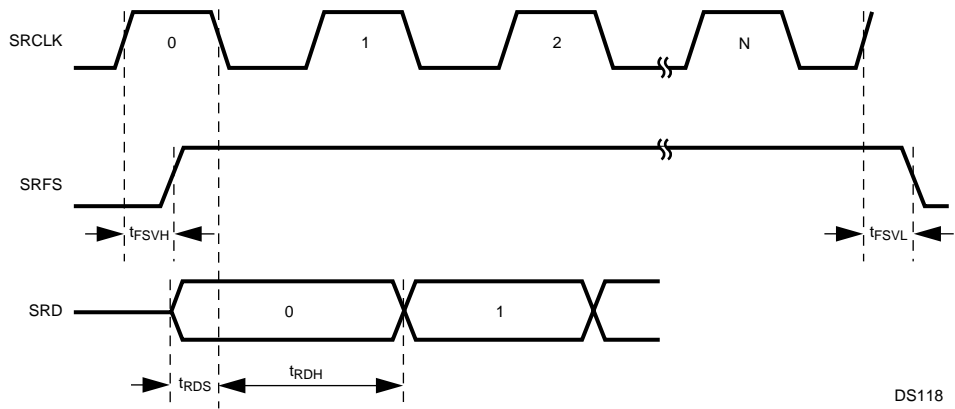 SRCLK 0 1 2 N
SRFS
tFSVH tFSVL
SRD 0 1
tRDS tRDH
DS118